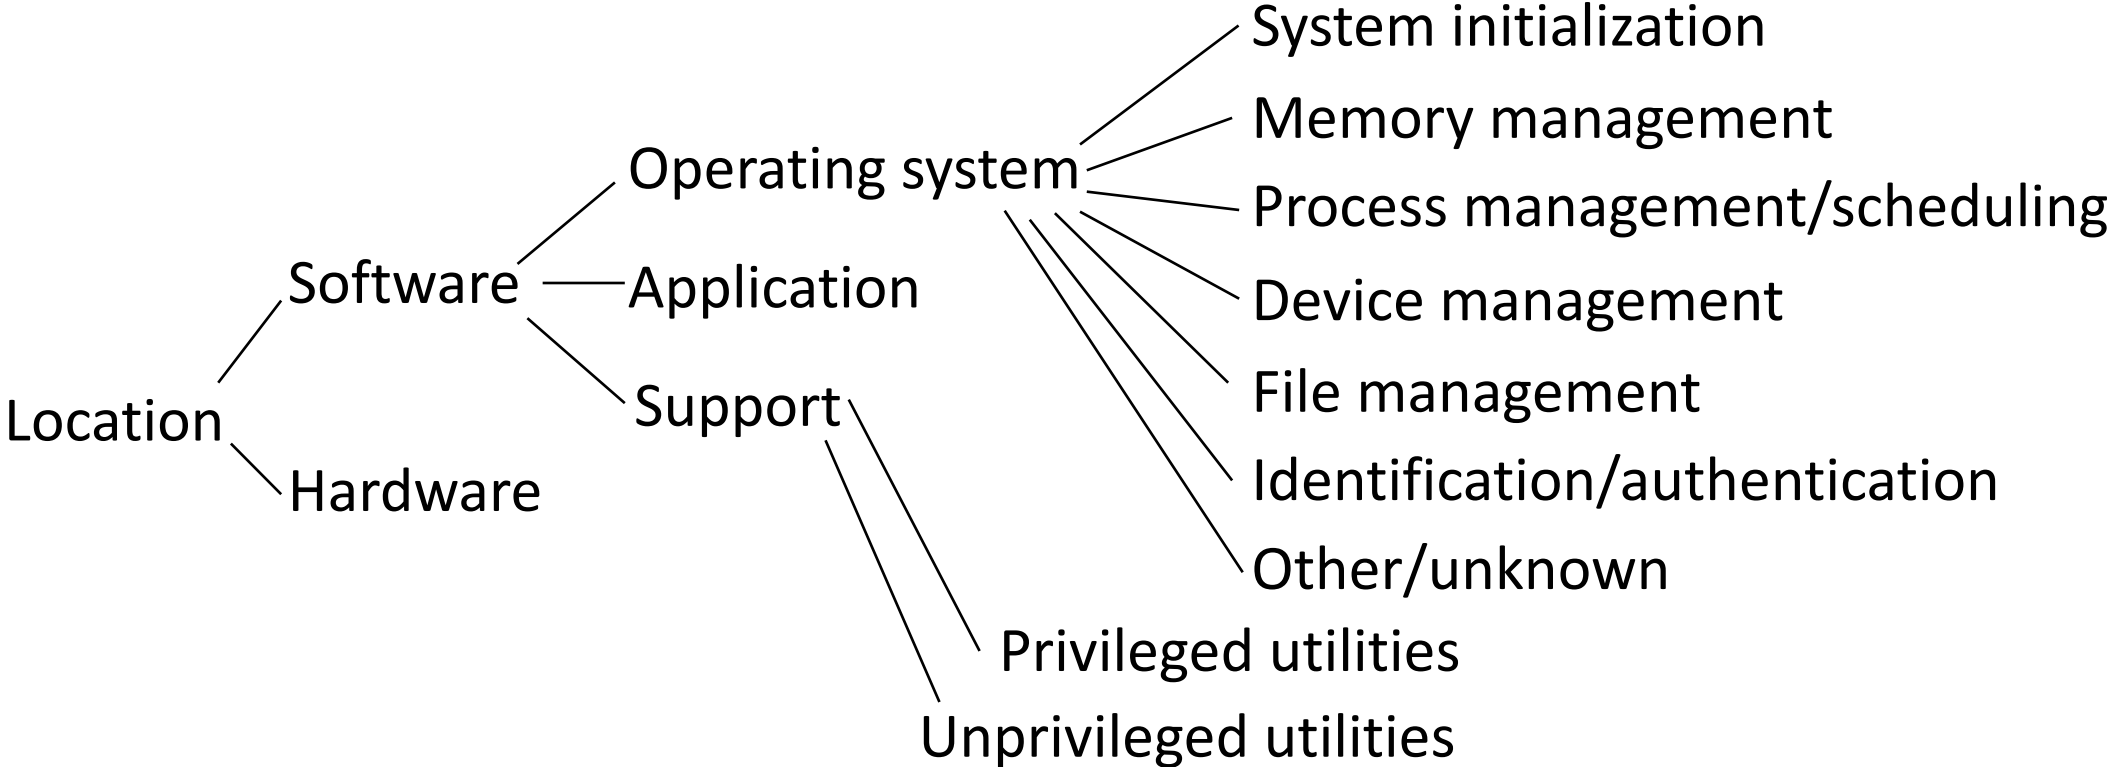 Location
Software
Hardware
Operating system
Application
Support
System initialization
Memory management
Process management/scheduling
Device management
File management
Identification/authentication
Other/unknown
Privileged utilities
Unprivileged utilities